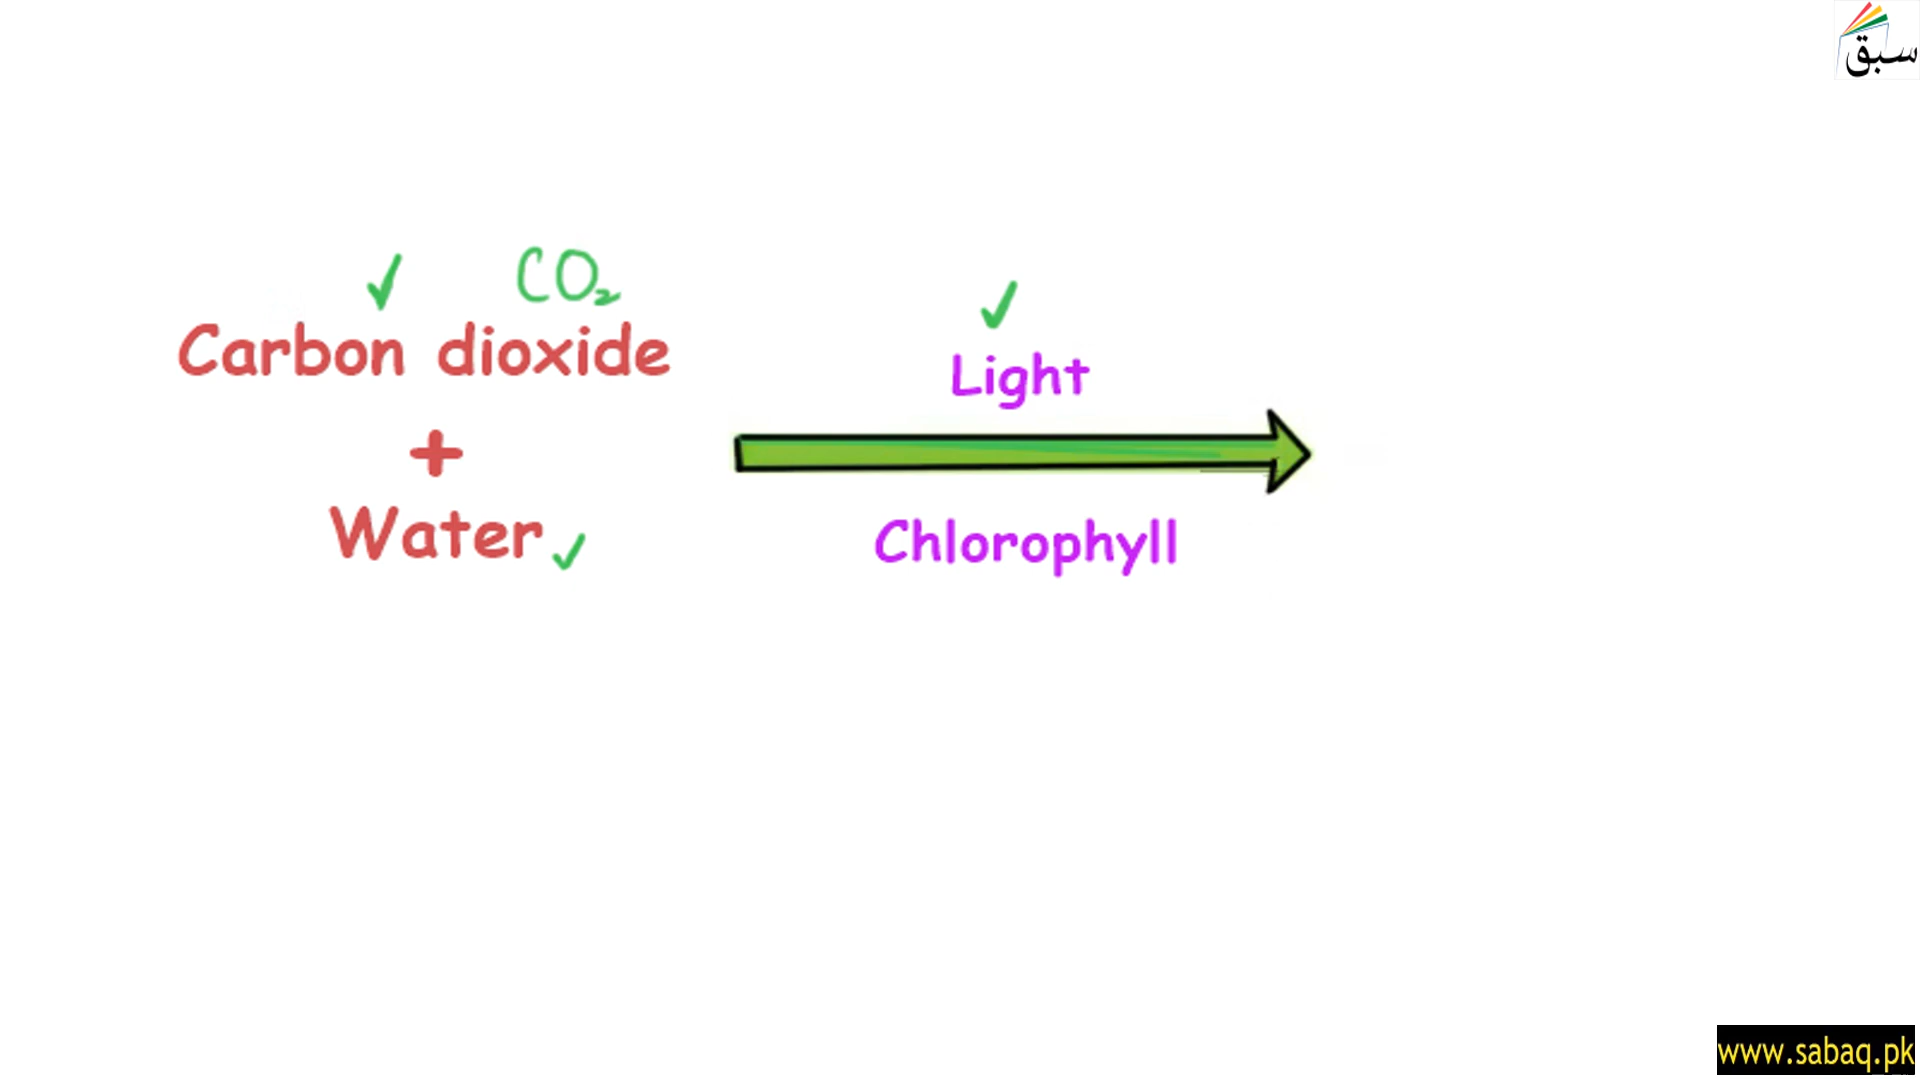 سبق
CO₂
Carbon dioxide
+
Water
Light
Chlorophyll
www.sabaq.pk